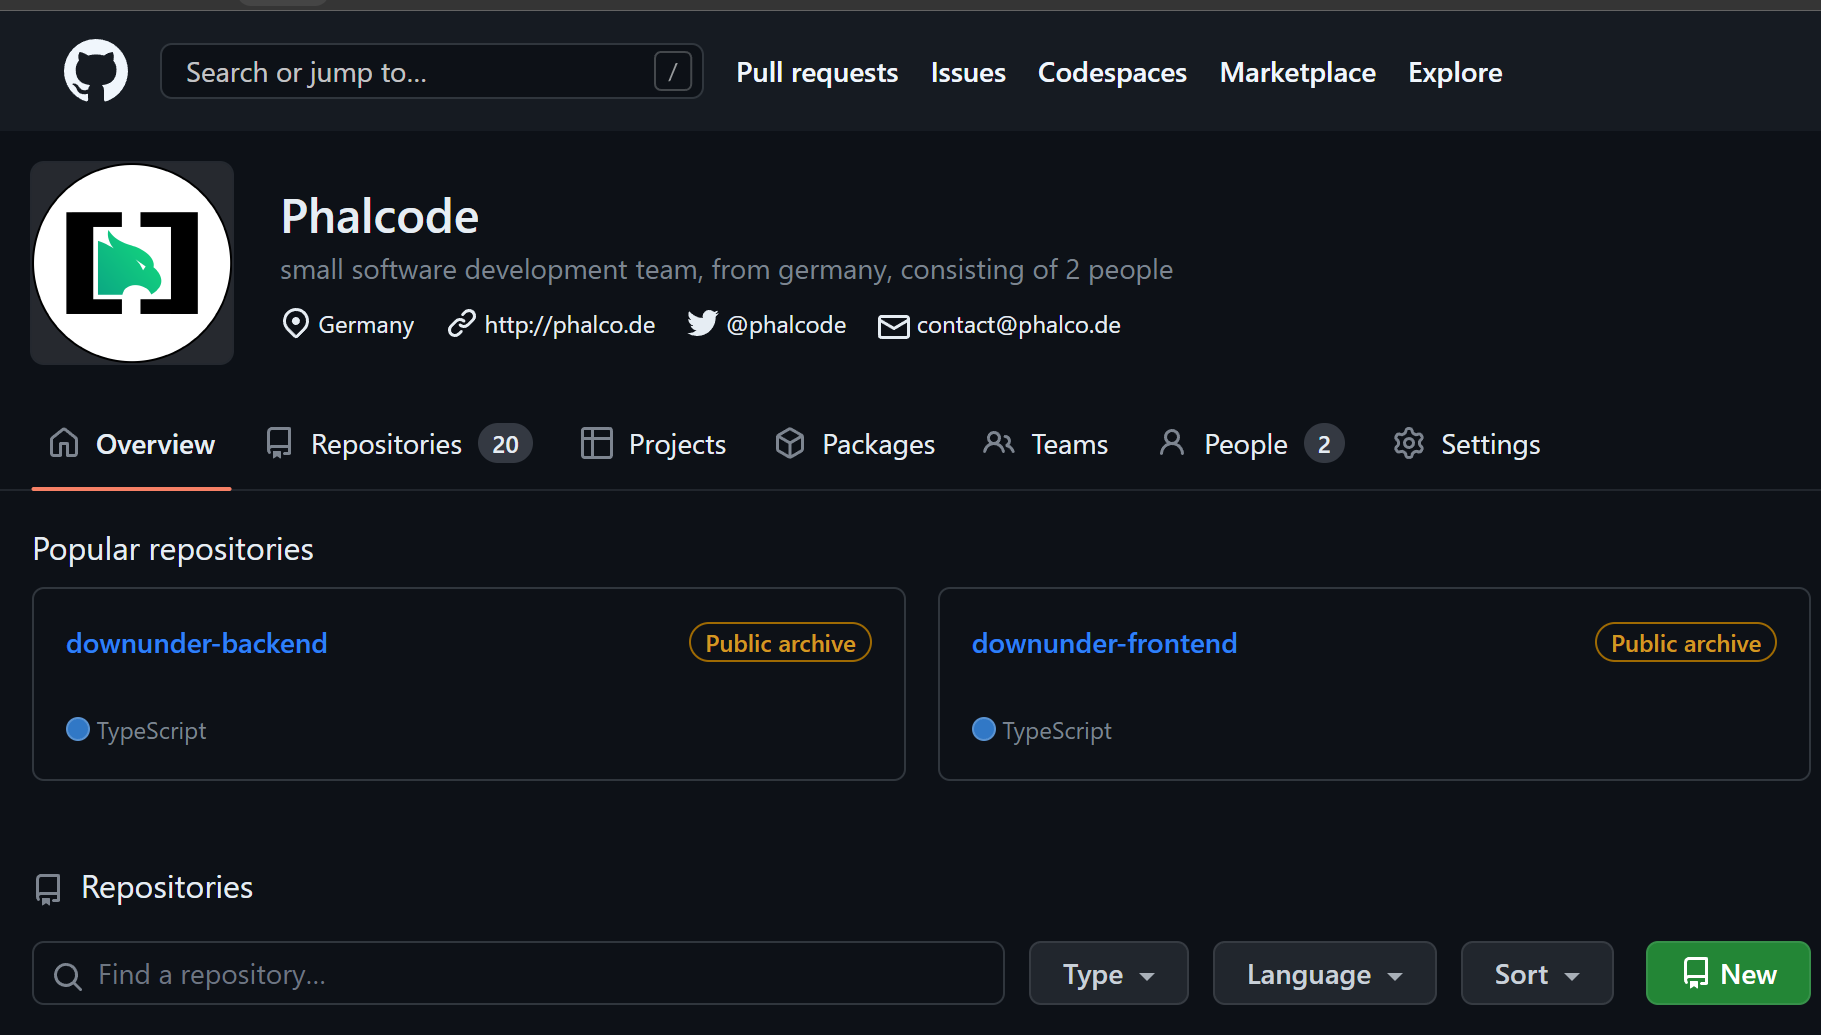 Search or jump to... /
Pull requests Issues Codespaces Marketplace Explore
Phalcode
small software development team, from germany, consisting of 2 people
Germany http://phalco.de @phalcode contact@phalco.de
Overview Repositories 20 Projects Packages Teams People 2 Settings
Popular repositories
downunder-backend Public archive
TypeScript
downunder-frontend Public archive
TypeScript
Repositories
Find a repository... Type Language Sort New